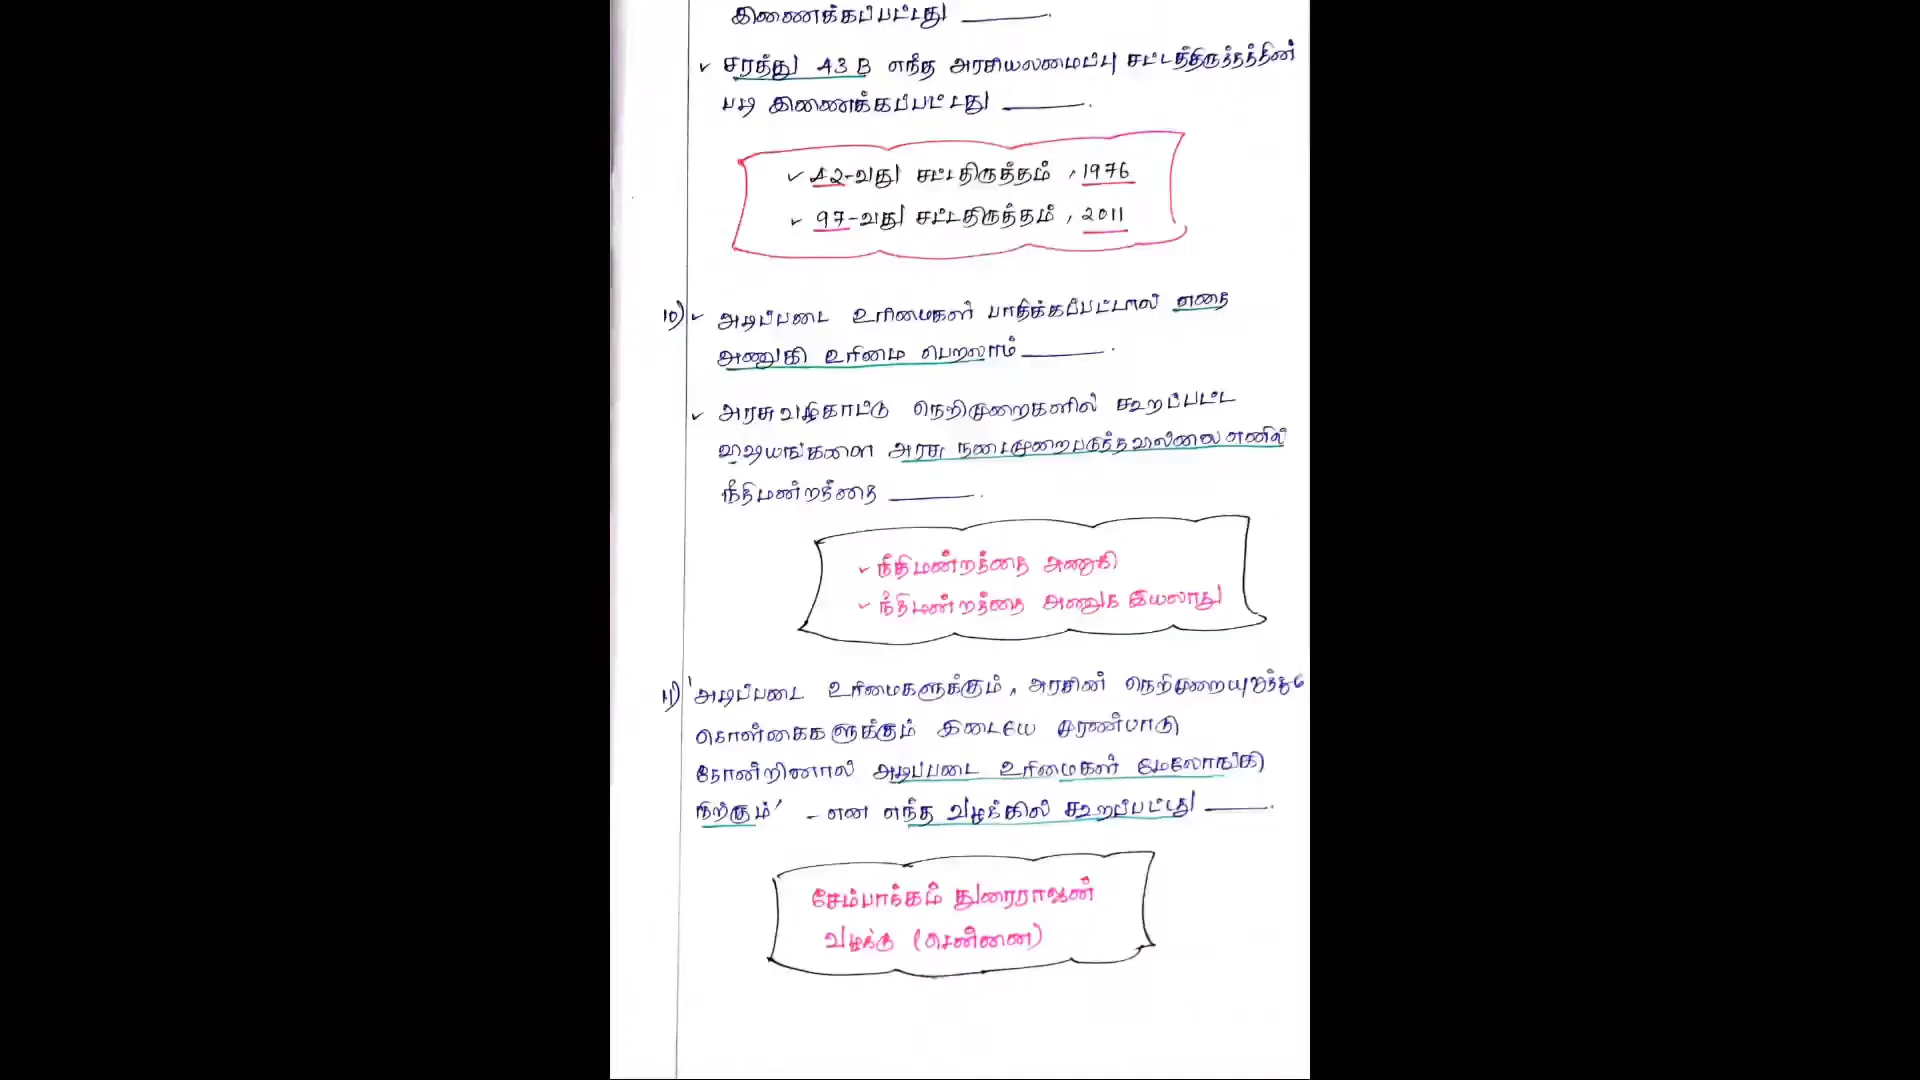 இணைக்கப்பட்டது ______.
✓ சரத்து 43 B எந்த அரசியலமைப்பு சட்டத்திருத்தத்தின்
படி இணைக்கப்பட்டது ______.
✓ 42-வது சட்டதிருத்தம், 1976
✓ 97-வது சட்டதிருத்தம், 2011
10) ✓ அடிப்படை உரிமைகள் பாதிக்கப்பட்டால் எதை
அணுகி உரிமை பெறலாம் ______.
✓ அரசு வழிகாட்டு நெறிமுறைகளில் கூறப்பட்ட
விஷயங்களை அரசு நடைமுறைபடுத்தவில்லை எனில்
நீதிமன்றத்தை ______.
✓ நீதிமன்றத்தை அணுகி
✓ நீதிமன்றத்தை அணுக இயலாது
11) 'அடிப்படை உரிமைகளுக்கும், அரசின் நெறிமுறையுறுத்து
கொள்கைகளுக்கும் இடையே முரண்பாடு
தோன்றினால் அடிப்படை உரிமைகள் மேலோங்கி
நிற்கும்' - என எந்த வழக்கில் கூறப்பட்டது ______.
சேம்பாக்கம் துரைராஜன்
வழக்கு (சென்னை)